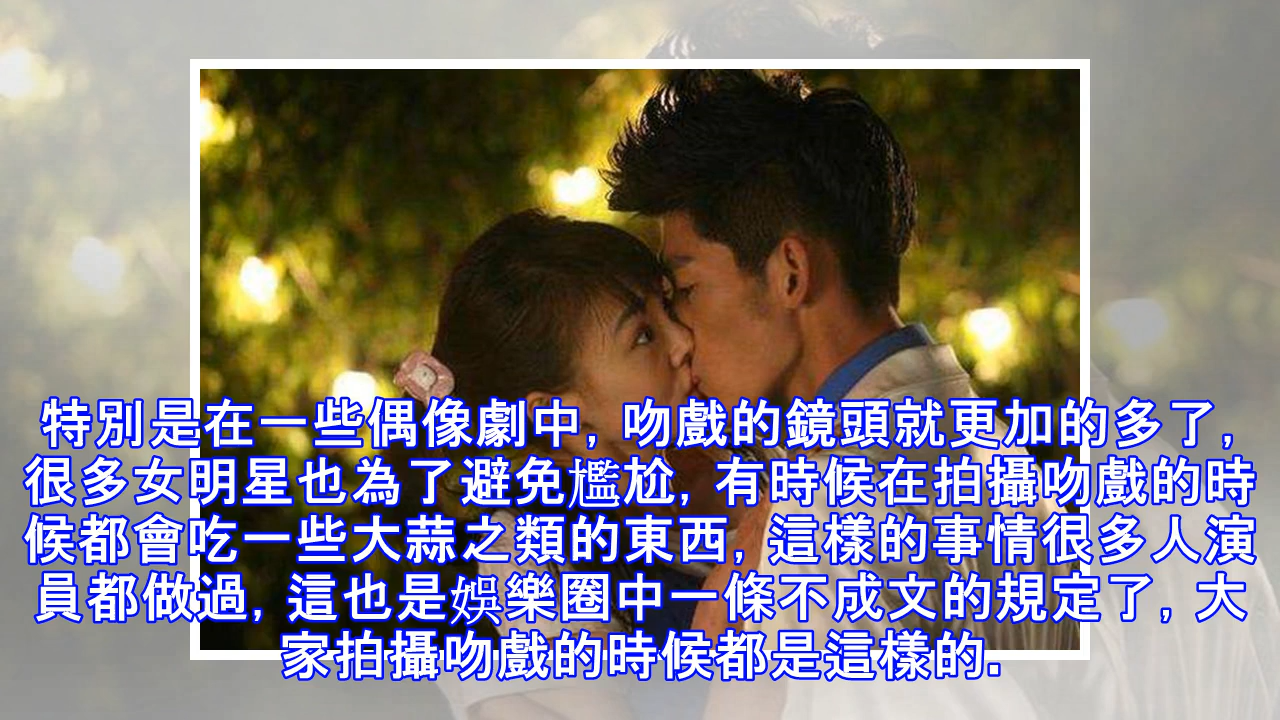 特別是在一些偶像劇中, 吻戲的鏡頭就更加的多了,
很多女明星也為了避免尷尬, 有時候在拍攝吻戲的時
候都會吃一些大蒜之類的東西, 這樣的事情很多人演
員都做過, 這也是娛樂圈中一條不成文的規定了, 大
家拍攝吻戲的時候都是這樣的.